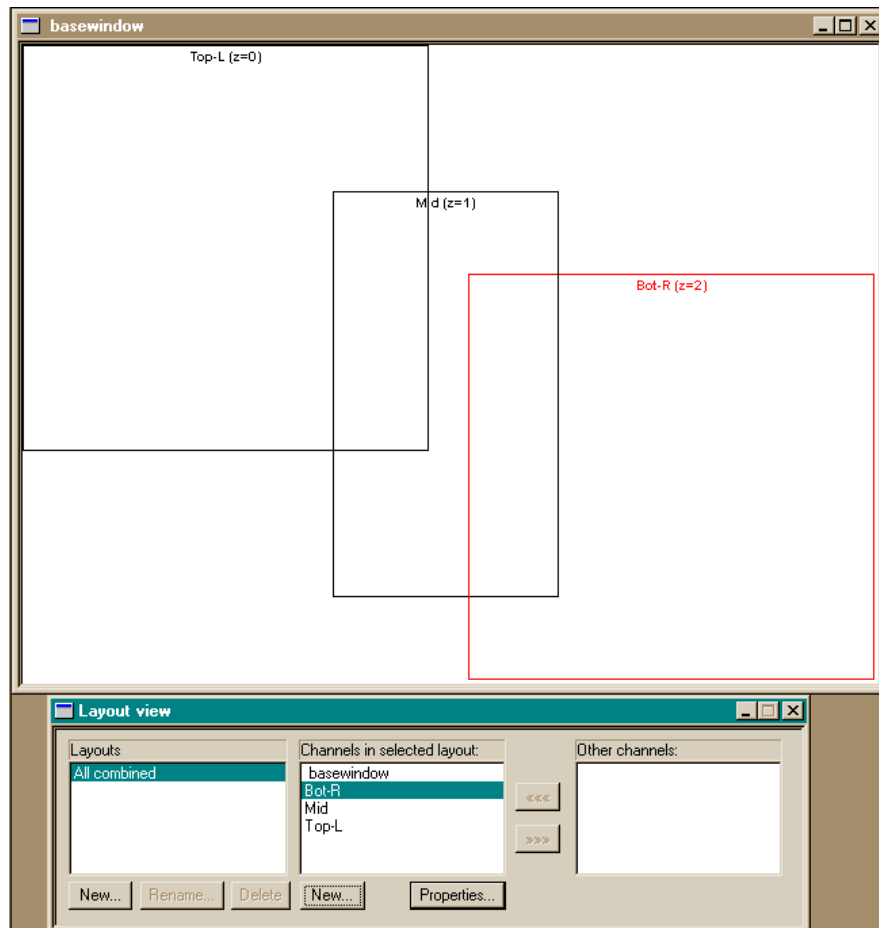 basewindow
Top-L (z=0)
Mid (z=1)
Bot-R (z=2)
Layout view
Layouts
All combined
New...
Rename...
Delete
Channels in selected layout:
basewindow
Bot-R
Mid
Top-L
New...
Properties...
<<<
>>>
Other channels: